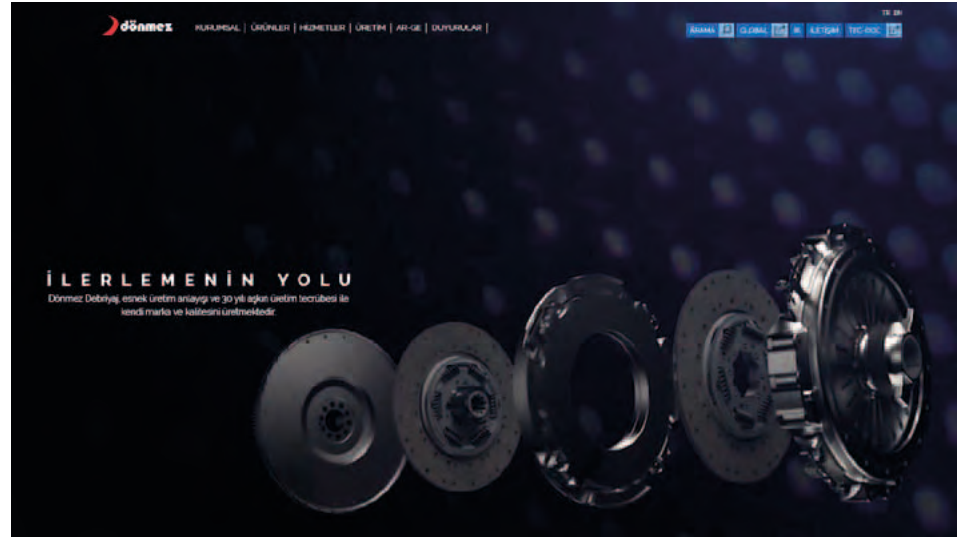 TR EN
dönmez KURUMSAL | ÜRÜNLER | HİZMETLER | ÜRETİM | AR-GE | DUYURULAR |
ARAMA GLOBAL IK İLETİŞİM TEC-DOC
İLERLEMENİN YOLU
Dönmez Debriyaj, esnek üretim anlayışı ve 30 yılı aşkın üretim tecrübesi ile
kendi marka ve kalitesini üretmektedir.